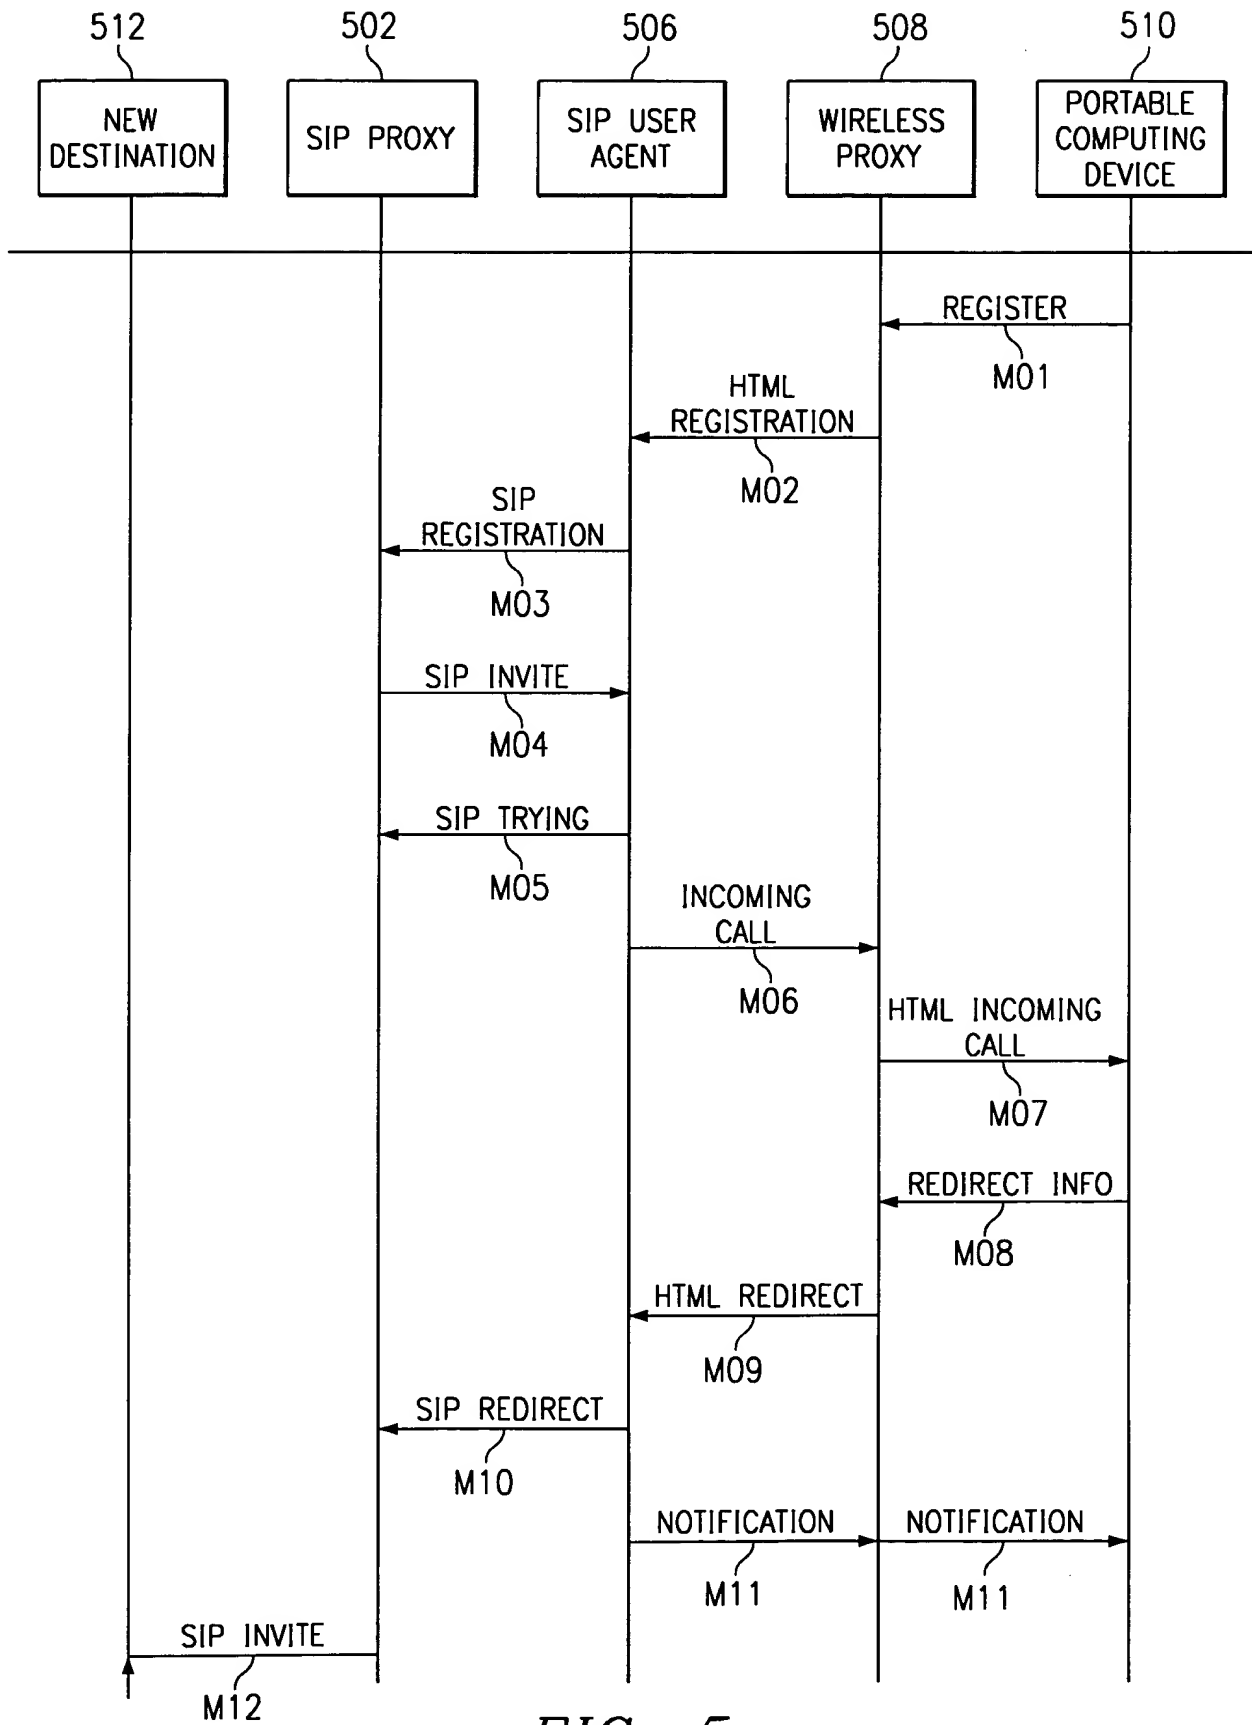 512
502
506
508
510
NEW
DESTINATION
SIP PROXY
SIP USER
AGENT
WIRELESS
PROXY
PORTABLE
COMPUTING
DEVICE
REGISTER
M01
HTML
REGISTRATION
M02
SIP
REGISTRATION
M03
SIP INVITE
M04
SIP TRYING
M05
INCOMING
CALL
M06
HTML INCOMING
CALL
M07
REDIRECT INFO
M08
HTML REDIRECT
M09
SIP REDIRECT
M10
NOTIFICATION
M11
NOTIFICATION
M11
SIP INVITE
M12
FIG. 5